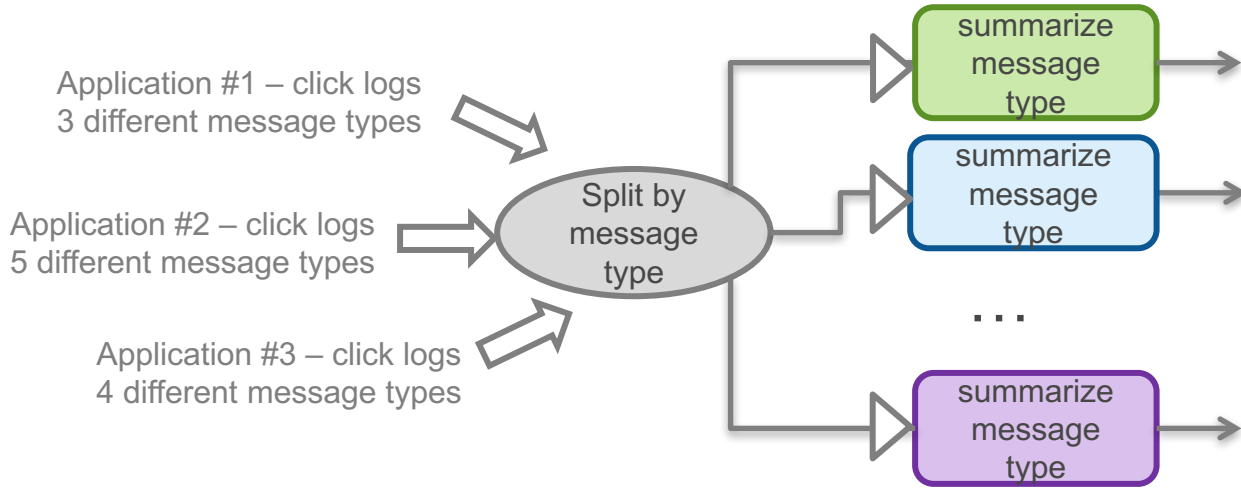 Application #1 – click logs
3 different message types
Application #2 – click logs
5 different message types
Application #3 – click logs
4 different message types
Split by
message
type
summarize
message
type
summarize
message
type
...
summarize
message
type